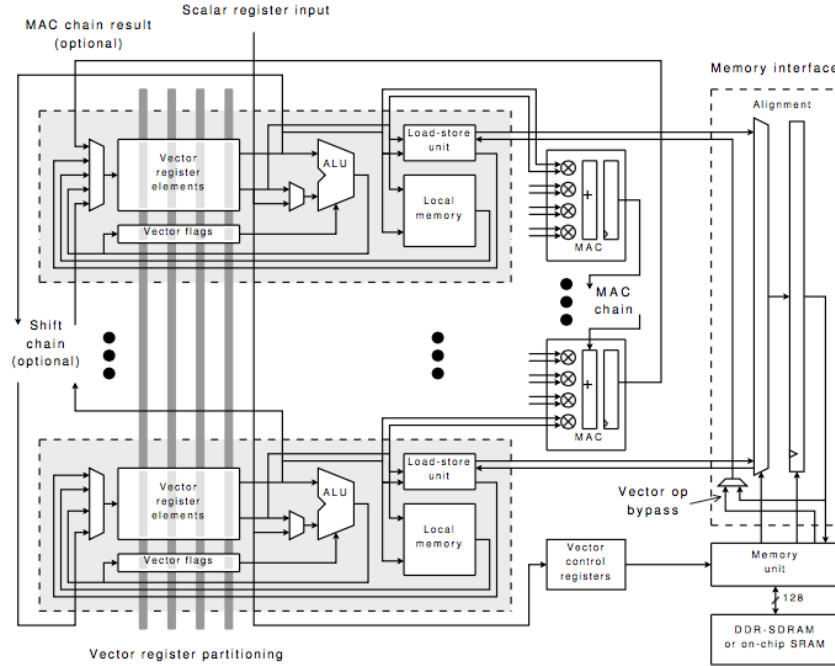 Scalar register input
MAC chain result
(optional)
Memory interface
Alignment
Vector
register
elements
ALU
Load-store
unit
Local
memory
Vector flags
+
MAC
MAC
chain
Shift
chain
(optional)
+
MAC
Vector
register
elements
ALU
Load-store
unit
Local
memory
Vector flags
Vector op
bypass
Vector
control
registers
Memory
unit
128
DDR-SDRAM
or on-chip SRAM
Vector register partitioning